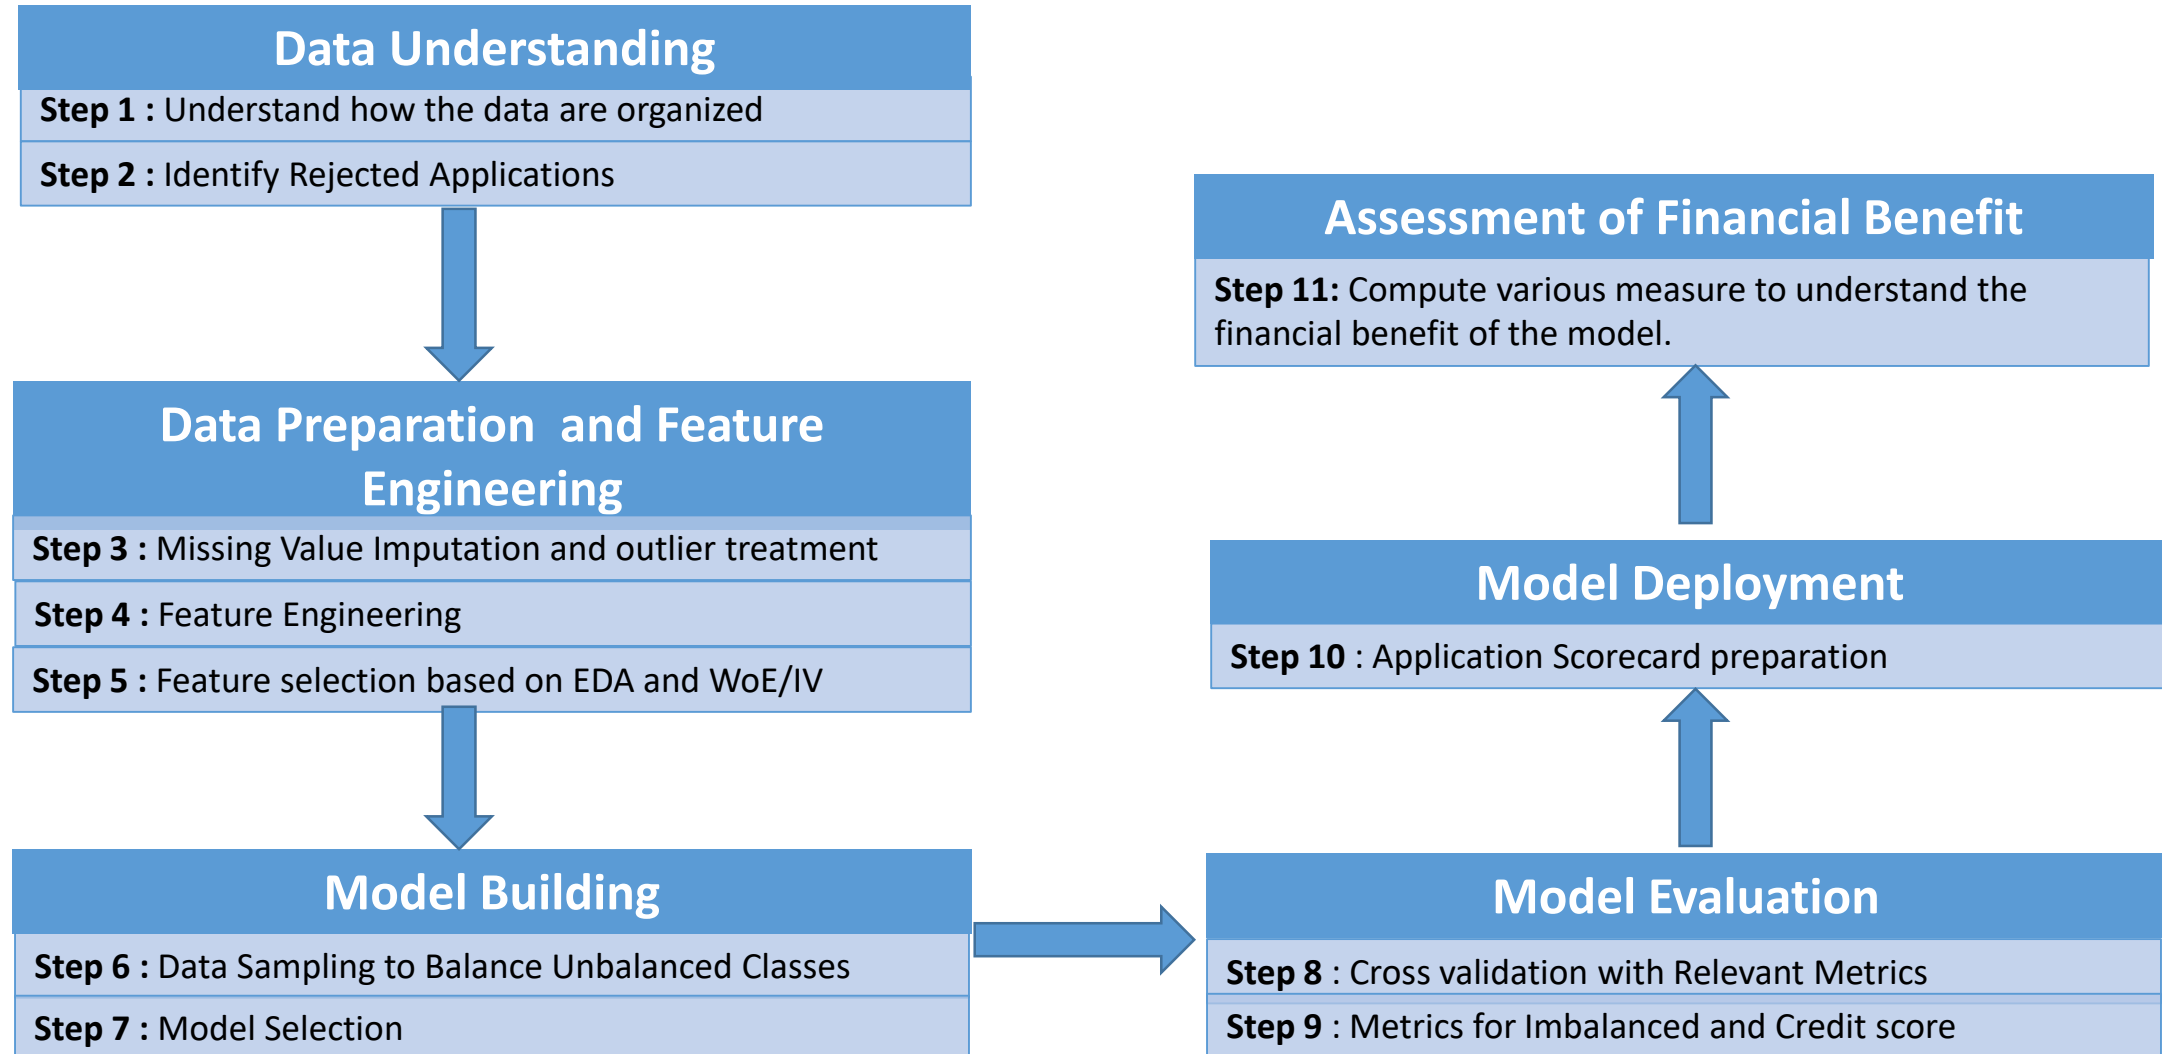 Data Understanding
Step 1 : Understand how the data are organized
Step 2 : Identify Rejected Applications
Data Preparation  and Feature
Engineering
Step 3 : Missing Value Imputation and outlier treatment
Step 4 : Feature Engineering
Step 5 : Feature selection based on EDA and WoE/IV
Model Building
Step 6 : Data Sampling to Balance Unbalanced Classes
Step 7 : Model Selection
Model Evaluation
Step 8 : Cross validation with Relevant Metrics
Step 9 : Metrics for Imbalanced and Credit score
Model Deployment
Step 10 : Application Scorecard preparation
Assessment of Financial Benefit
Step 11: Compute various measure to understand the
financial benefit of the model.